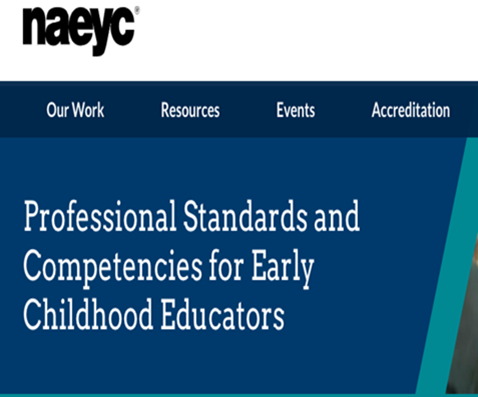 naeyc®
Our Work Resources Events Accreditation
Professional Standards and
Competencies for Early
Childhood Educators